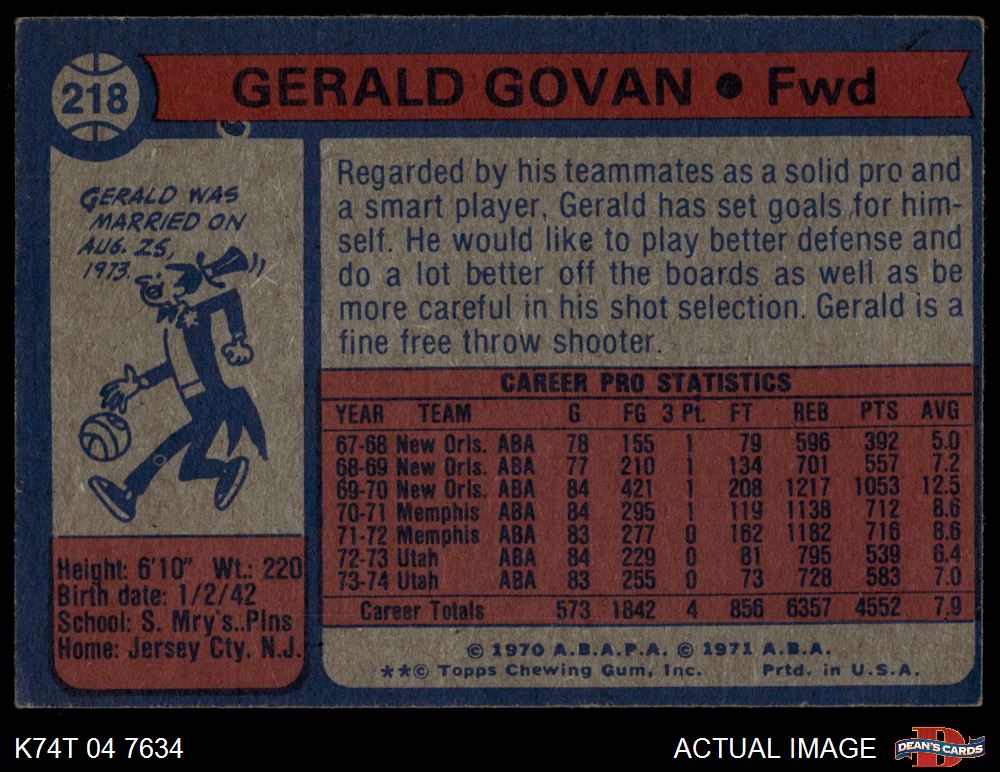 218
GERALD GOVAN • Fwd
GERALD WAS
MARRIED ON
AUG. 25,
1973.
Regarded by his teammates as a solid pro and
a smart player, Gerald has set goals for him-
self. He would like to play better defense and
do a lot better off the boards as well as be
more careful in his shot selection. Gerald is a
fine free throw shooter.
CAREER PRO STATISTICS
YEAR TEAM G FG 3 Pt. FT REB PTS AVG
67-68 New Orls. ABA 78 155 1 79 596 392 5.0
68-69 New Orls. ABA 77 210 1 134 701 557 7.2
69-70 New Orls. ABA 84 421 1 208 1217 1053 12.5
70-71 Memphis ABA 84 295 1 119 1138 712 8.6
71-72 Memphis ABA 83 277 0 162 1182 716 8.6
72-73 Utah ABA 84 229 0 81 795 539 6.4
73-74 Utah ABA 83 255 0 73 728 583 7.0
Career Totals 573 1842 4 856 6357 4552 7.9
Height: 6'10" Wt.: 220
Birth date: 1/2/42
School: S. Mry's..Plns
Home: Jersey Cty, N.J.
© 1970 A.B.A.P.A. © 1971 A.B.A.
**© Topps Chewing Gum, Inc. Prtd. in U.S.A.
K74T 04 7634
ACTUAL IMAGE
D
DEAN'S CARDS